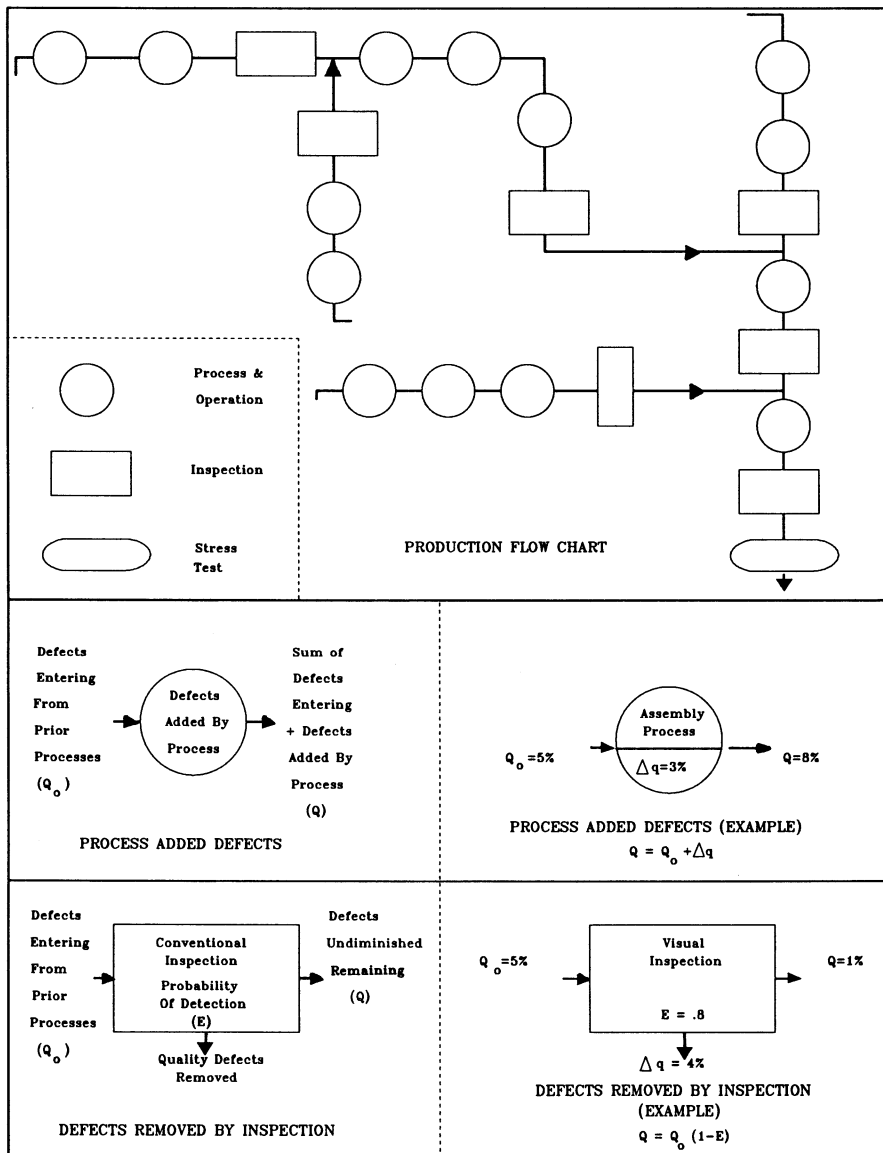 Process &
Operation
Inspection
Stress
Test
PRODUCTION FLOW CHART
Defects
Entering
From
Prior
Processes
(Qo)
Defects
Added By
Process
Sum of
Defects
Entering
+ Defects
Added By
Process
(Q)
PROCESS ADDED DEFECTS
Qo=5%
Assembly
Process
Δq=3%
Q=8%
PROCESS ADDED DEFECTS (EXAMPLE)
Q = Qo +Δq
Defects
Entering
From
Prior
Processes
(Qo)
Conventional
Inspection
Probability
Of Detection
(E)
Defects
Undiminished
Remaining
(Q)
Quality Defects
Removed
DEFECTS REMOVED BY INSPECTION
Qo=5%
Visual
Inspection
E = .8
Q=1%
Δq = 4%
DEFECTS REMOVED BY INSPECTION
(EXAMPLE)
Q = Qo (1-E)